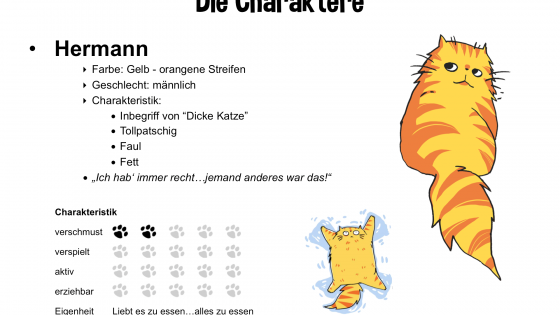 Die Charaktere
• Hermann
Farbe: Gelb - orangene Streifen
Geschlecht: männlich
Charakteristik:
• Inbegriff von “Dicke Katze”
• Tollpatschig
• Faul
• Fett
• „Ich hab‘ immer recht…jemand anderes war das!“
Charakteristik
verschmust
verspielt
aktiv
erziehbar
Eigenheit Liebt es zu essen…alles zu essen